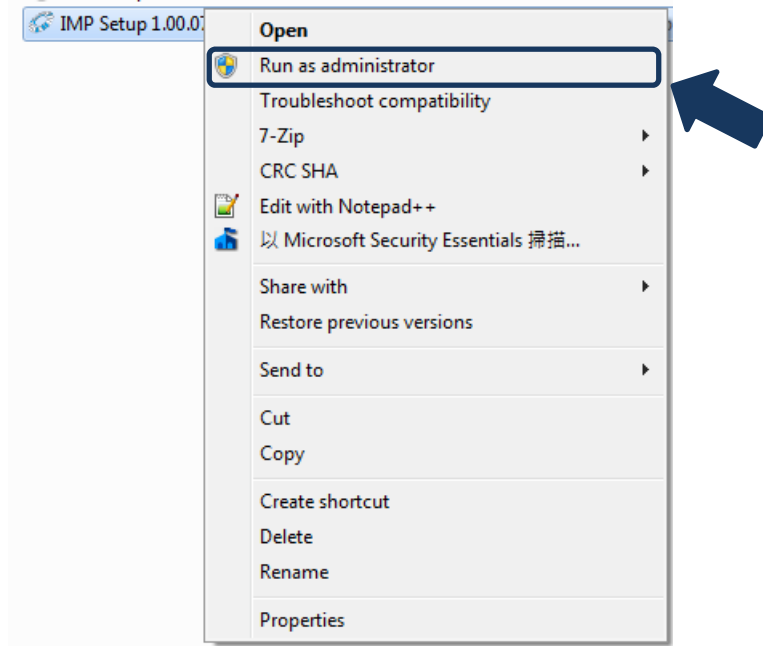 IMP Setup 1.00.07
Open
Run as administrator
Troubleshoot compatibility
7-Zip
CRC SHA
Edit with Notepad++
以 Microsoft Security Essentials 掃描...
Share with
Restore previous versions
Send to
Cut
Copy
Create shortcut
Delete
Rename
Properties